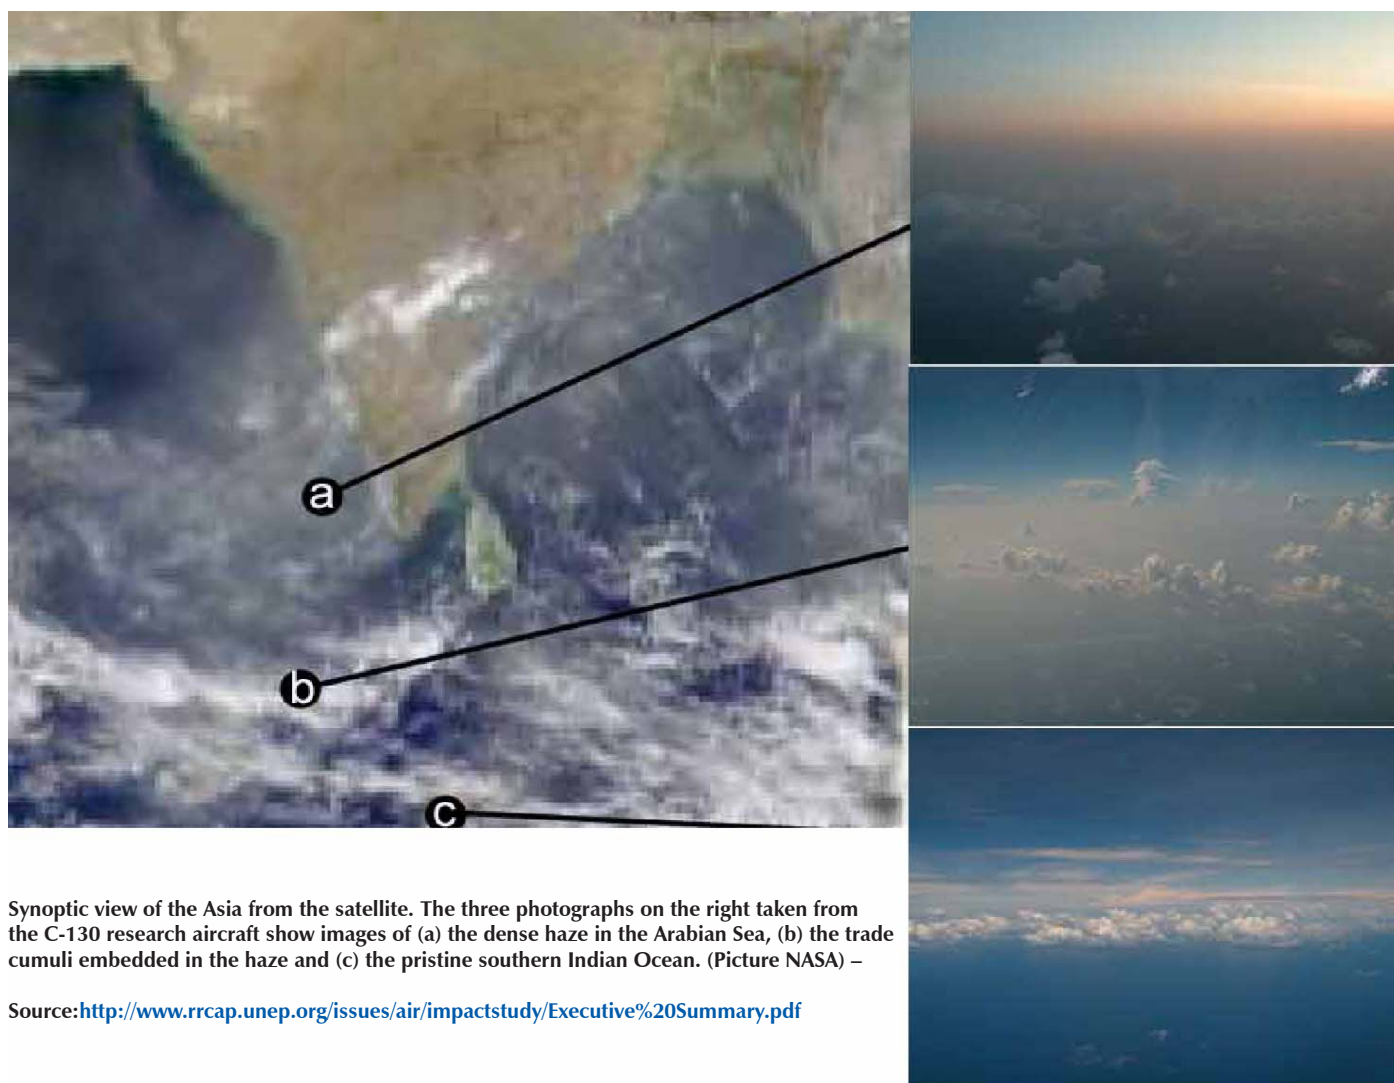 a
b
c
Synoptic view of the Asia from the satellite. The three photographs on the right taken from
the C-130 research aircraft show images of (a) the dense haze in the Arabian Sea, (b) the trade
cumuli embedded in the haze and (c) the pristine southern Indian Ocean. (Picture NASA) –
Source:http://www.rrcap.unep.org/issues/air/impactstudy/Executive%20Summary.pdf